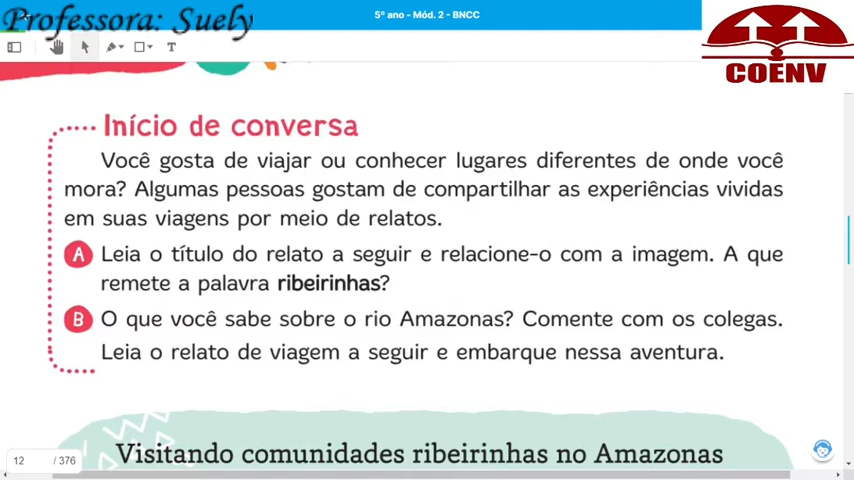 Professora: Suely
5º ano - Mód. 2 - BNCC
T
COENV
Início de conversa
Você gosta de viajar ou conhecer lugares diferentes de onde você
mora? Algumas pessoas gostam de compartilhar as experiências vividas
em suas viagens por meio de relatos.
A Leia o título do relato a seguir e relacione-o com a imagem. A que
remete a palavra ribeirinhas?
B O que você sabe sobre o rio Amazonas? Comente com os colegas.
Leia o relato de viagem a seguir e embarque nessa aventura.
Visitando comunidades ribeirinhas no Amazonas
12 / 376